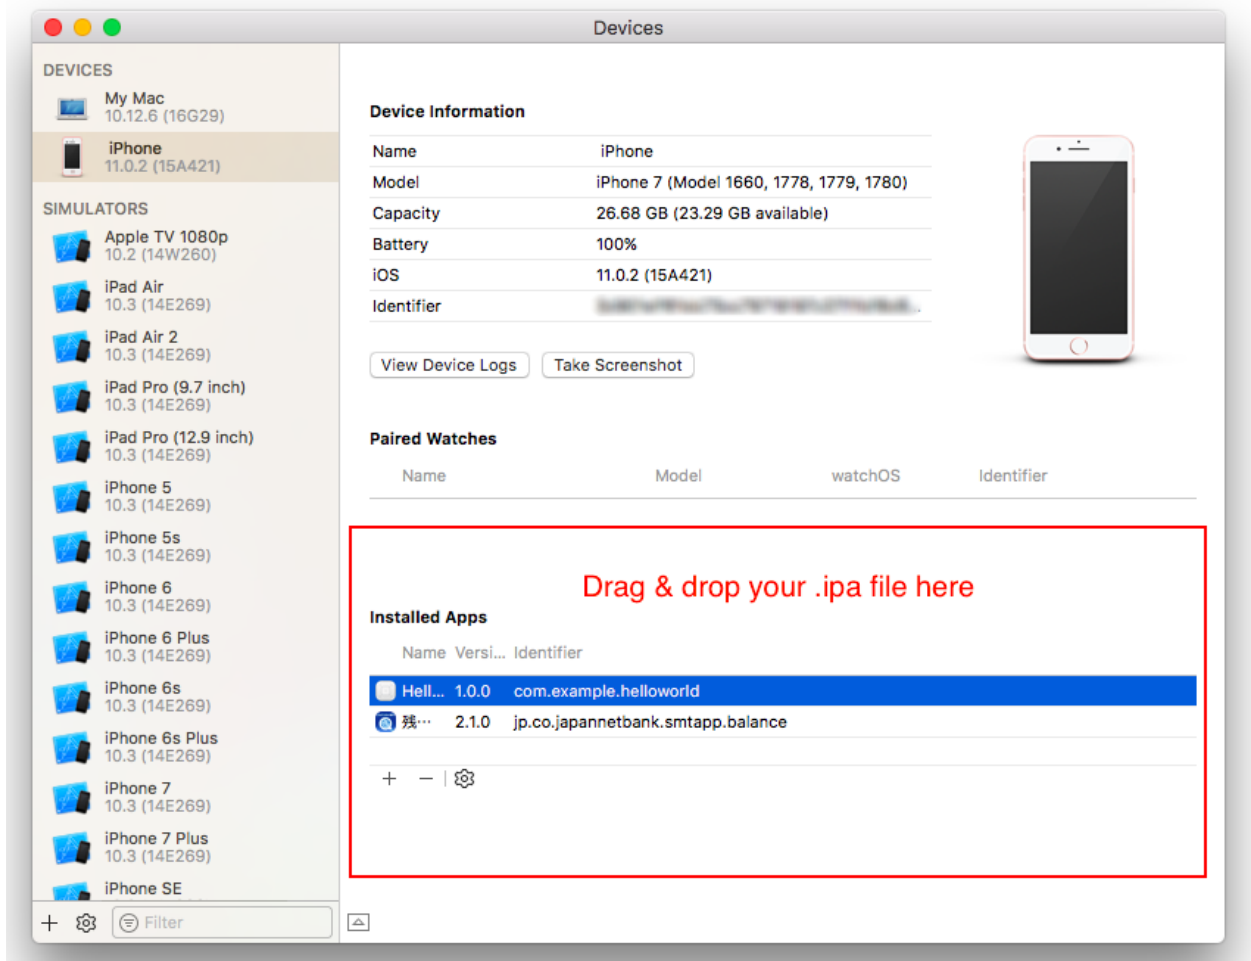 Devices
DEVICES
My Mac
10.12.6 (16G29)
iPhone
11.0.2 (15A421)
SIMULATORS
Apple TV 1080p
10.2 (14W260)
iPad Air
10.3 (14E269)
iPad Air 2
10.3 (14E269)
iPad Pro (9.7 inch)
10.3 (14E269)
iPad Pro (12.9 inch)
10.3 (14E269)
iPhone 5
10.3 (14E269)
iPhone 5s
10.3 (14E269)
iPhone 6
10.3 (14E269)
iPhone 6 Plus
10.3 (14E269)
iPhone 6s
10.3 (14E269)
iPhone 6s Plus
10.3 (14E269)
iPhone 7
10.3 (14E269)
iPhone 7 Plus
10.3 (14E269)
iPhone SE
Filter
Device Information
Name iPhone
Model iPhone 7 (Model 1660, 1778, 1779, 1780)
Capacity 26.68 GB (23.29 GB available)
Battery 100%
iOS 11.0.2 (15A421)
Identifier
View Device Logs Take Screenshot
Paired Watches
Name Model watchOS Identifier
Drag & drop your .ipa file here
Installed Apps
Name Versi... Identifier
Hell... 1.0.0 com.example.helloworld
残... 2.1.0 jp.co.japannetbank.smtapp.balance